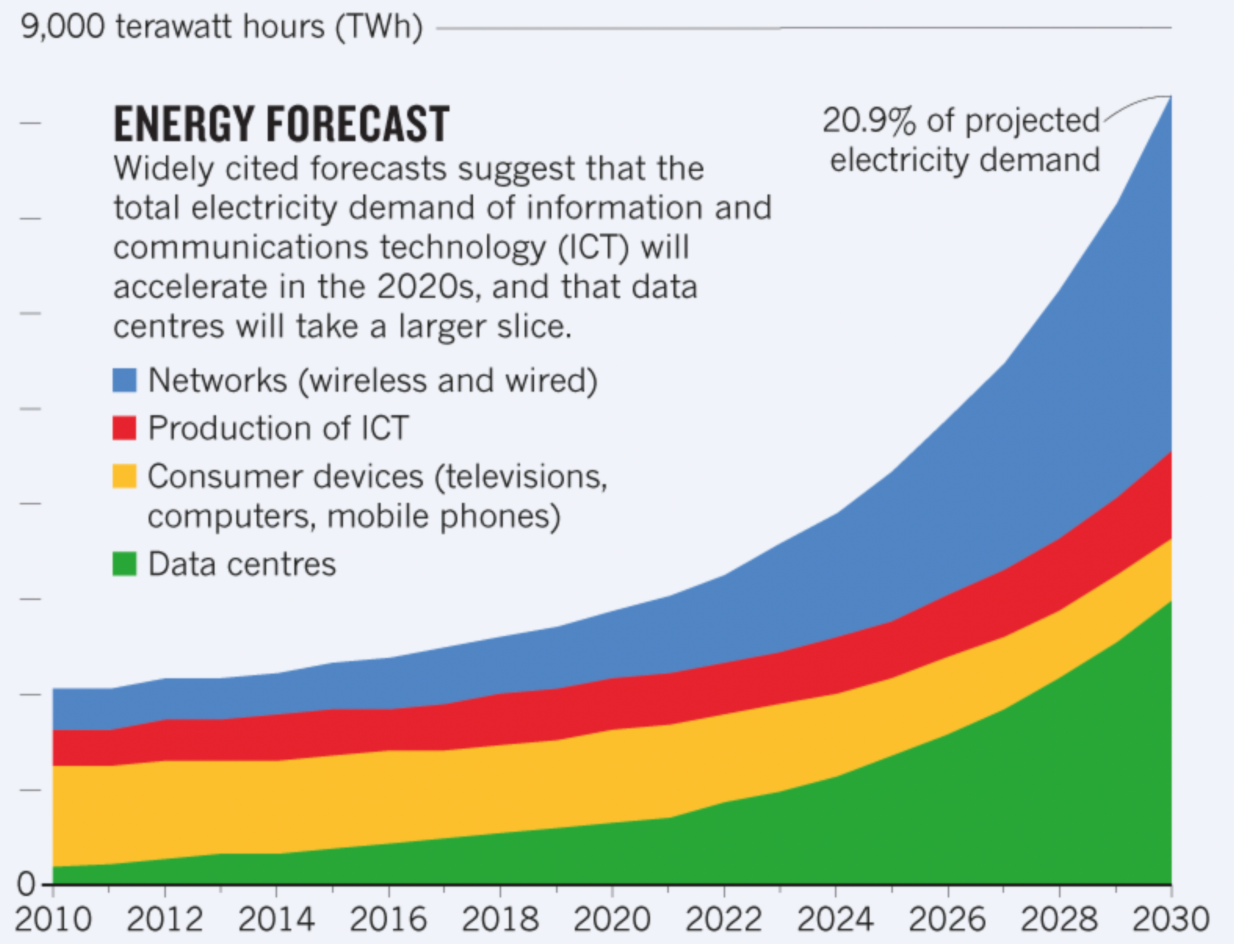 9,000 terawatt hours (TWh)
ENERGY FORECAST
Widely cited forecasts suggest that the
total electricity demand of information and
communications technology (ICT) will
accelerate in the 2020s, and that data
centres will take a larger slice.
20.9% of projected
electricity demand
Networks (wireless and wired)
Production of ICT
Consumer devices (televisions,
computers, mobile phones)
Data centres
0
2010 2012 2014 2016 2018 2020 2022 2024 2026 2028 2030